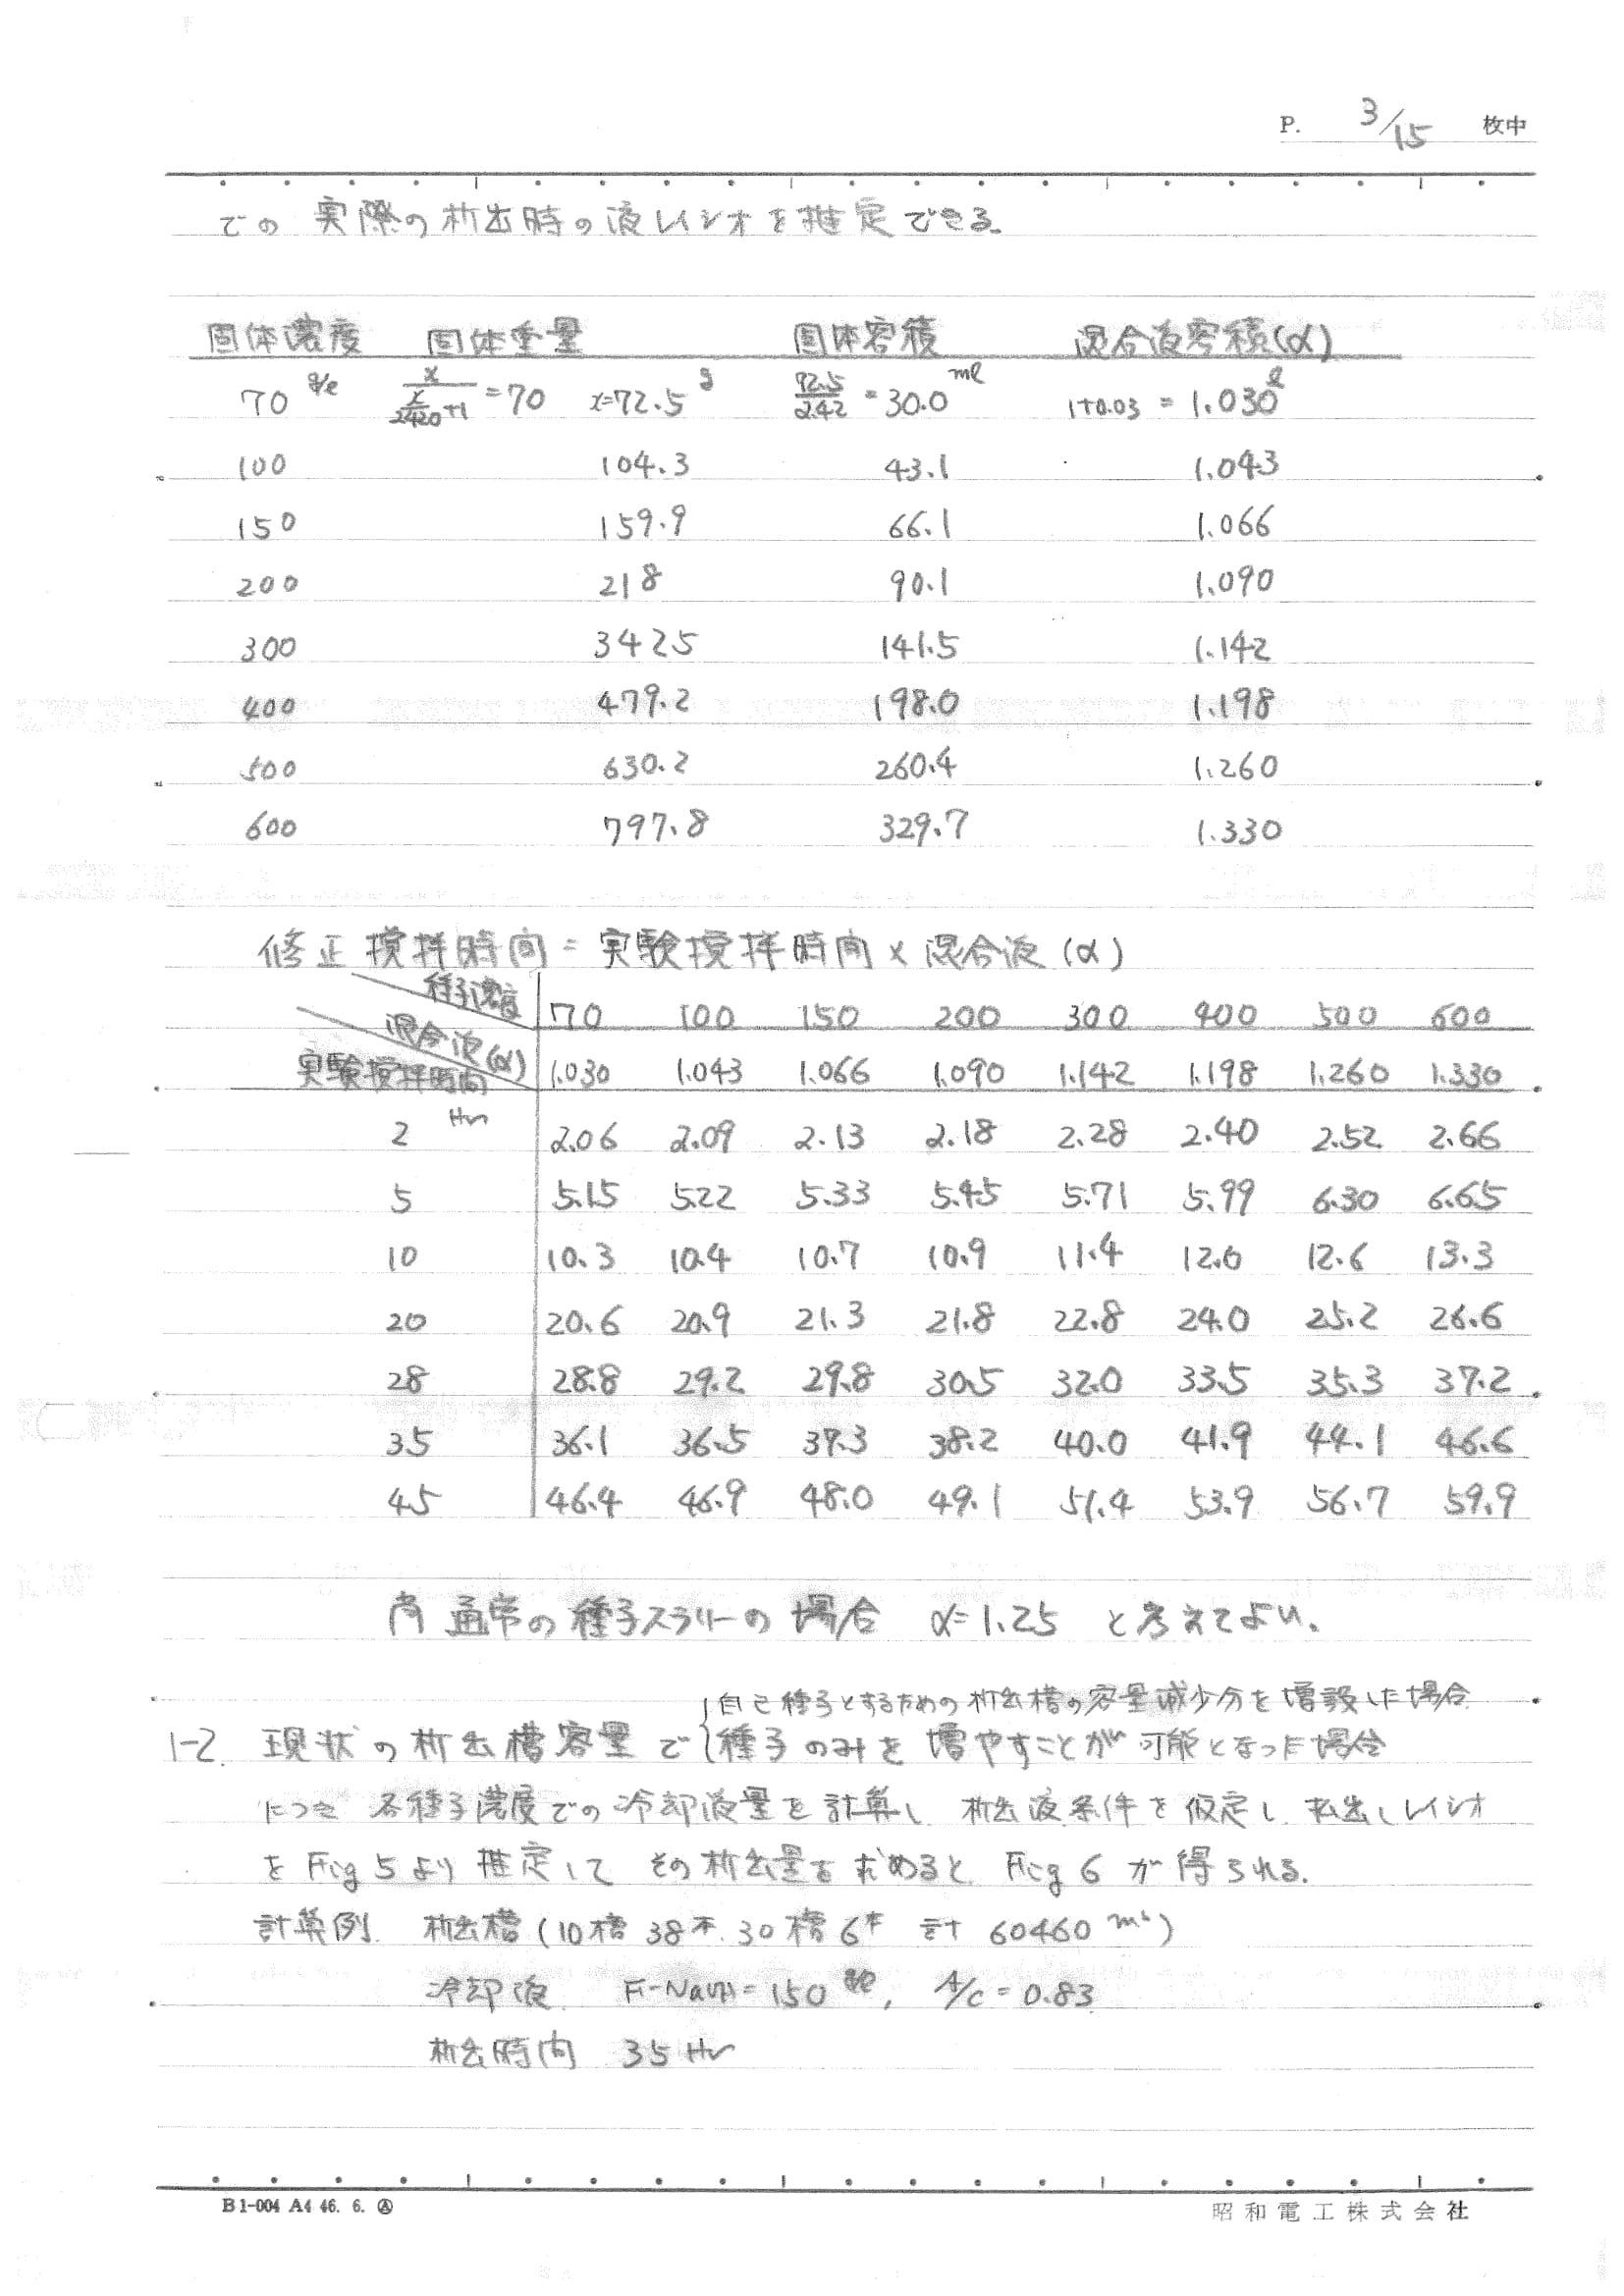 P. 3/15 枚中
での 実際の析出時の液レイシオを推定できる。
固体濃度 固体重量 固体容積 混合液容積(α)
70 g/l x/(x/2420+1) = 70 x=72.5 g 72.5/2.42 = 30.0 ml 1+0.03 = 1.030 l
100 104.3 43.1 1.043
150 159.9 66.1 1.066
200 218 90.1 1.090
300 342.5 141.5 1.142
400 479.2 198.0 1.198
500 630.2 260.4 1.260
600 797.8 329.7 1.330
修正撹拌時間 = 実験撹拌時間 × 混合液(α)
種子濃度 70 100 150 200 300 400 500 600
混合液(α)
実験撹拌時間 1.030 1.043 1.066 1.090 1.142 1.198 1.260 1.330
2 Hr 2.06 2.09 2.13 2.18 2.28 2.40 2.52 2.66
5 5.15 5.22 5.33 5.45 5.71 5.99 6.30 6.65
10 10.3 10.4 10.7 10.9 11.4 12.0 12.6 13.3
20 20.6 20.9 21.3 21.8 22.8 24.0 25.2 26.6
28 28.8 29.2 29.8 30.5 32.0 33.5 35.3 37.2
35 36.1 36.5 37.3 38.2 40.0 41.9 44.1 46.6
45 46.4 46.9 48.0 49.1 51.4 53.9 56.7 59.9
尚 通常の種子スラリーの場合 α=1.25 と考えてよい。
自己種子とするための析出槽の容量減少分を増設した場合
1-2. 現状の析出槽容量で{種子のみを増やすことが可能となった場合
につき 各種子濃度での冷却液量を計算し 析出液条件を仮定し 払出しレイシオ
を Fig 5 より推定して その析出量を求めると Fig 6 が得られる。
計算例 析出槽 (10槽 38本. 30槽 6本 計 60460 m³)
冷却液 F-NaOH = 150 g/l, A/C = 0.83
析出時間 35 Hr
B1-004 A4 46. 6. Ⓐ
昭和電工株式会社